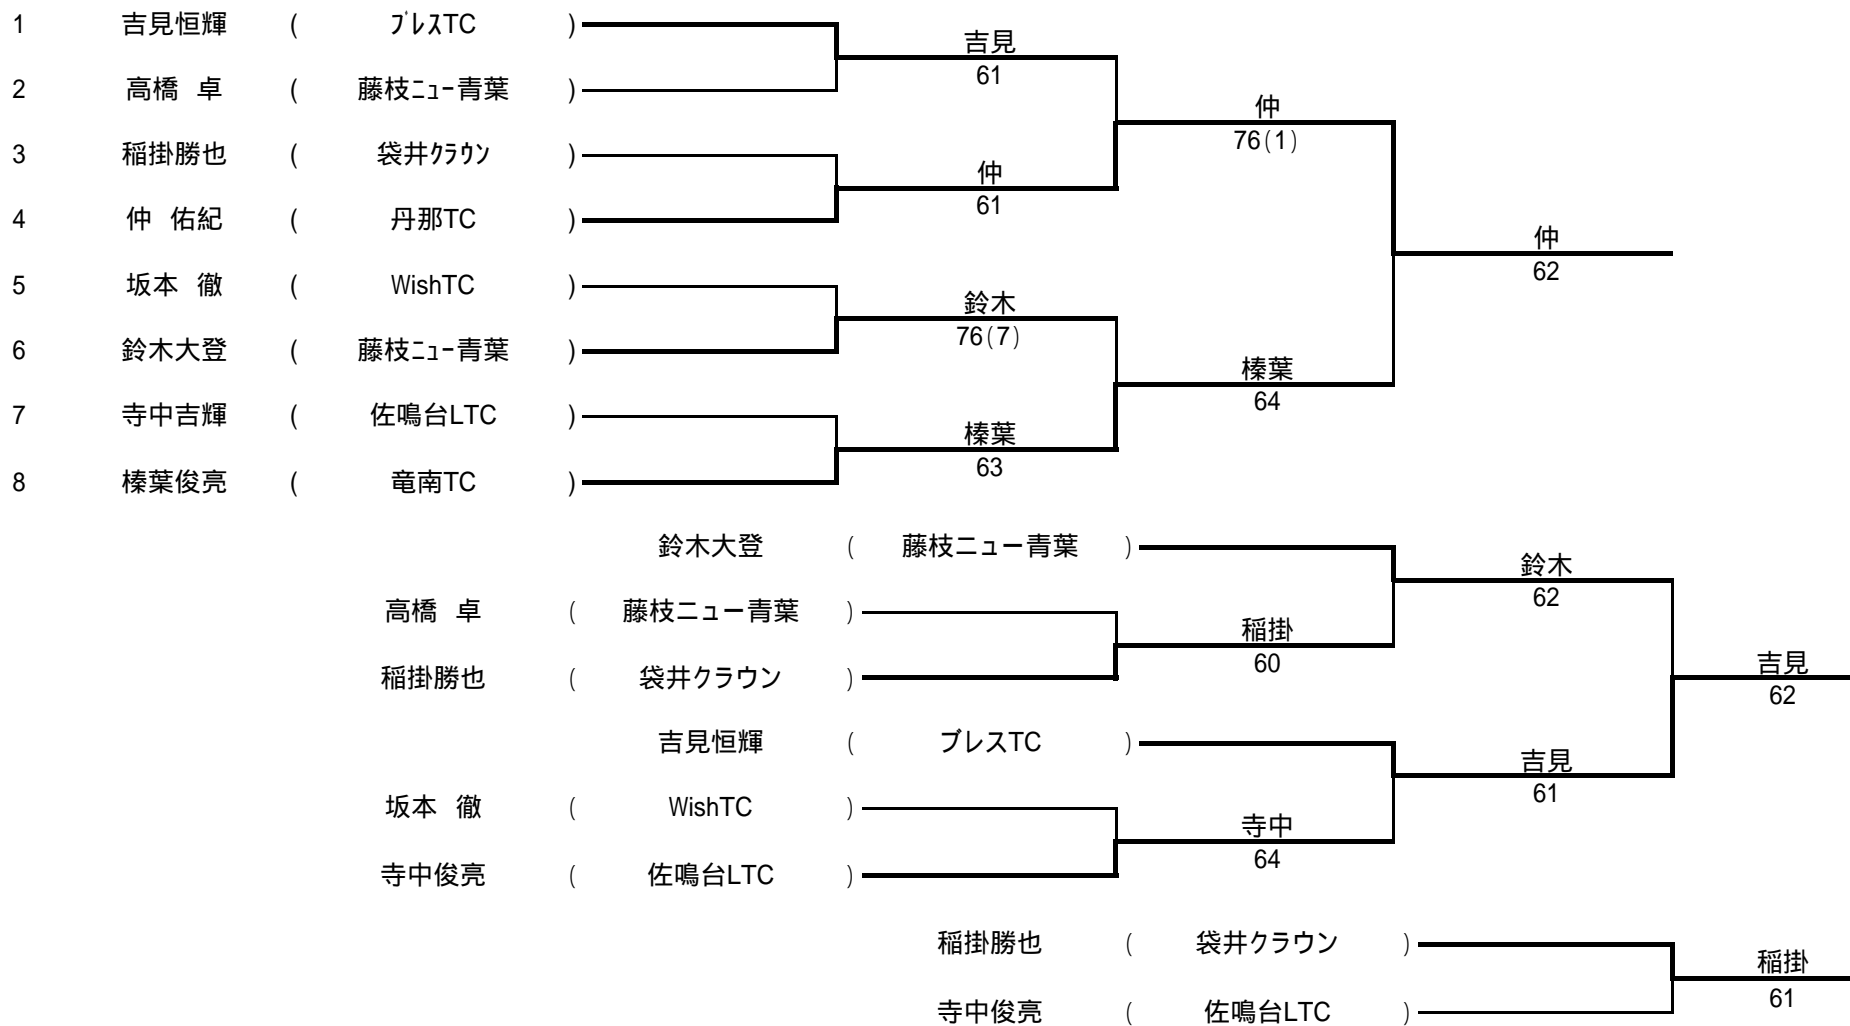 1 吉見恒輝 ( ﾌﾞﾚｽTC )
吉見
61
2 高橋 卓 ( 藤枝ﾆｭｰ青葉 )
仲
76(1)
3 稲掛勝也 ( 袋井ｸﾗｳﾝ )
仲
61
4 仲 佑紀 ( 丹那TC )
仲
62
5 坂本 徹 ( WishTC )
鈴木
76(7)
6 鈴木大登 ( 藤枝ﾆｭｰ青葉 )
榛葉
64
7 寺中吉輝 ( 佐鳴台LTC )
榛葉
63
8 榛葉俊亮 ( 竜南TC )
鈴木大登 ( 藤枝ニュー青葉 )
鈴木
62
高橋 卓 ( 藤枝ニュー青葉 )
稲掛
60
稲掛勝也 ( 袋井クラウン )
吉見
62
吉見恒輝 ( ブレスTC )
吉見
61
坂本 徹 ( WishTC )
寺中
64
寺中俊亮 ( 佐鳴台LTC )
稲掛勝也 ( 袋井クラウン )
稲掛
61
寺中俊亮 ( 佐鳴台LTC )